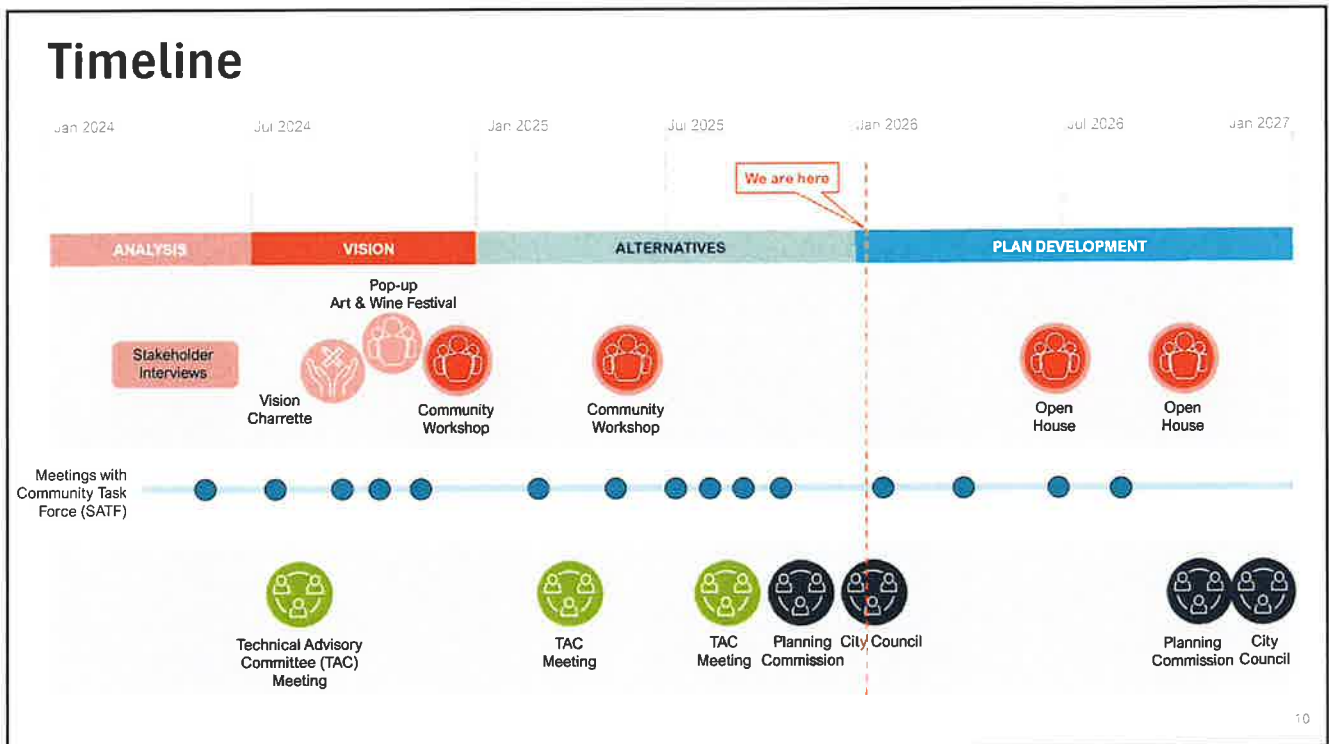 Timeline
Jan 2024
Jul 2024
Jan 2025
Jul 2025
Jan 2026
Jul 2026
Jan 2027
We are here
ANALYSIS
VISION
ALTERNATIVES
PLAN DEVELOPMENT
Stakeholder
Interviews
Vision
Charrette
Pop-up
Art & Wine Festival
Community
Workshop
Community
Workshop
Open
House
Open
House
Meetings with
Community Task
Force (SATF)
Technical Advisory
Committee (TAC)
Meeting
TAC
Meeting
TAC
Meeting
Planning
Commission
City Council
Planning
Commission
City
Council
10